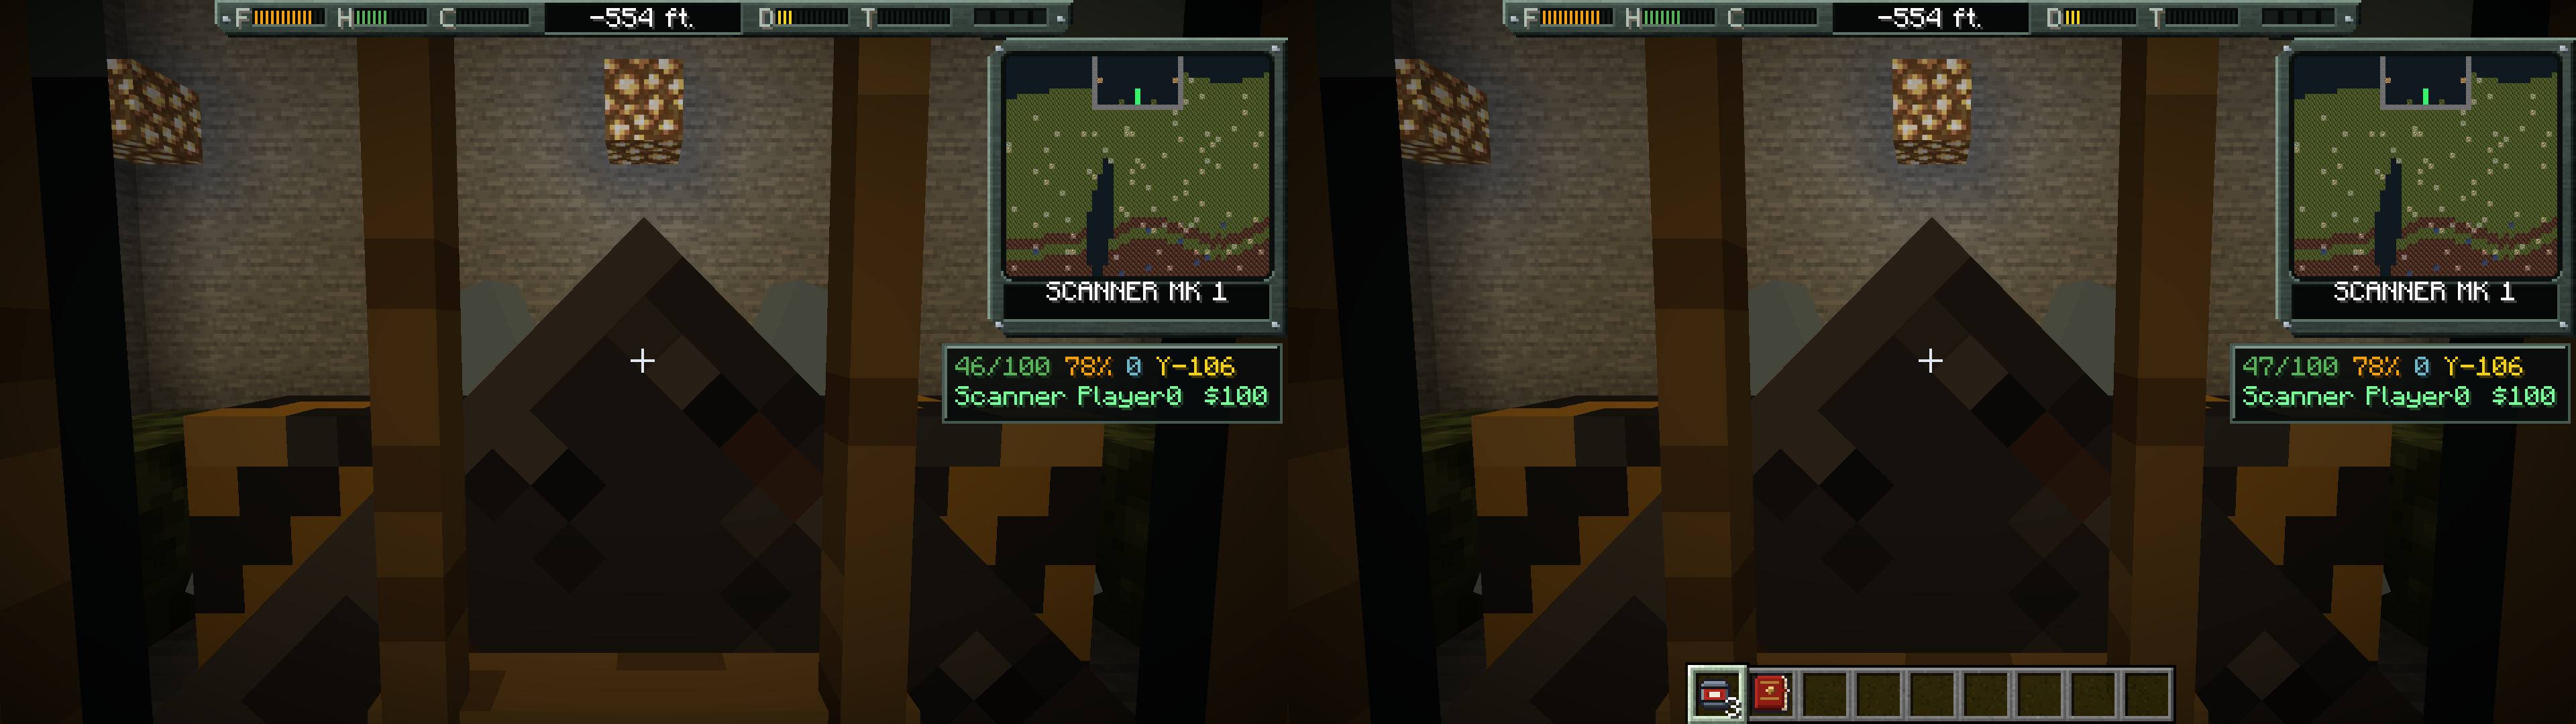 F H C -554 ft. D T
SCANNER MK 1
46/100 78% 0 Y-106
Scanner Player0 $100
F H C -554 ft. D T
SCANNER MK 1
47/100 78% 0 Y-106
Scanner Player0 $100
3